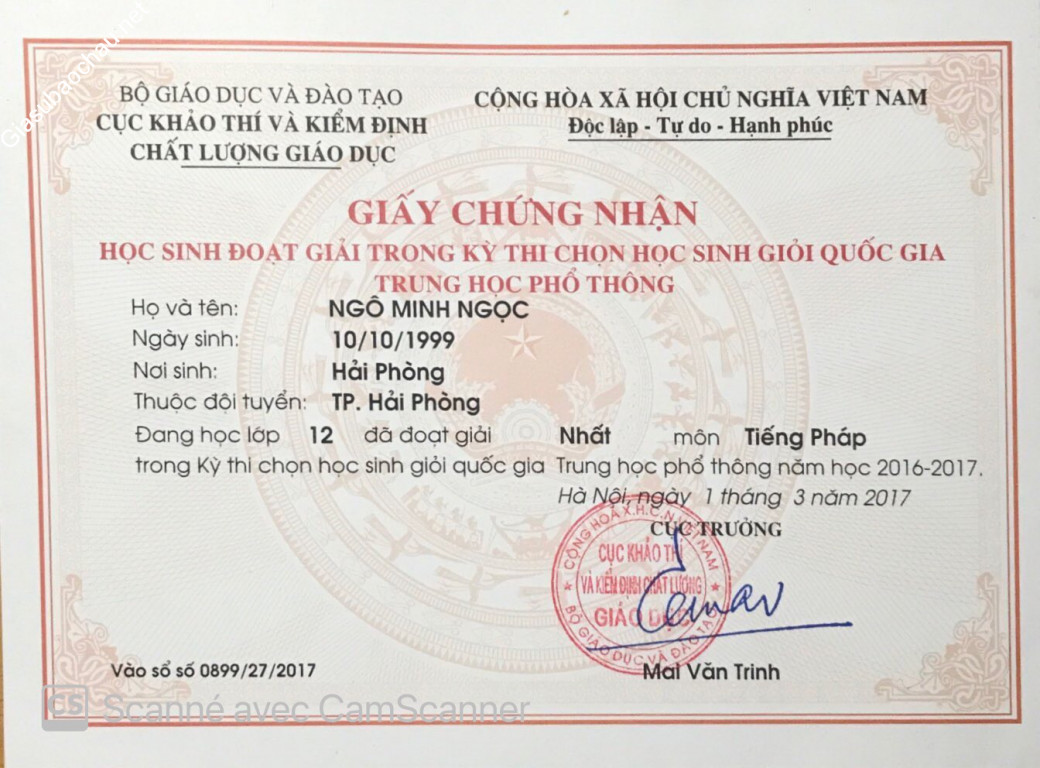 Giasubaochau.net
BỘ GIÁO DỤC VÀ ĐÀO TẠO
CỤC KHẢO THÍ VÀ KIỂM ĐỊNH
CHẤT LƯỢNG GIÁO DỤC
CỘNG HÒA XÃ HỘI CHỦ NGHĨA VIỆT NAM
Độc lập - Tự do - Hạnh phúc
GIẤY CHỨNG NHẬN
HỌC SINH ĐOẠT GIẢI TRONG KỲ THI CHỌN HỌC SINH GIỎI QUỐC GIA
TRUNG HỌC PHỔ THÔNG
Họ và tên: NGÔ MINH NGỌC
Ngày sinh: 10/10/1999
Nơi sinh: Hải Phòng
Thuộc đội tuyển: TP. Hải Phòng
Đang học lớp 12 đã đoạt giải Nhất môn Tiếng Pháp
trong Kỳ thi chọn học sinh giỏi quốc gia Trung học phổ thông năm học 2016-2017.
Hà Nội, ngày 1 tháng 3 năm 2017
CỤC TRƯỞNG
CỘNG HOÀ X.H.C.N VIỆT NAM
CỤC KHẢO THÍ
VÀ KIỂM ĐỊNH CHẤT LƯỢNG
GIÁO DỤC
BỘ GIÁO DỤC VÀ ĐÀO TẠO
Mai Văn Trinh
Vào sổ số 0899/27/2017
CS Scanné avec CamScanner